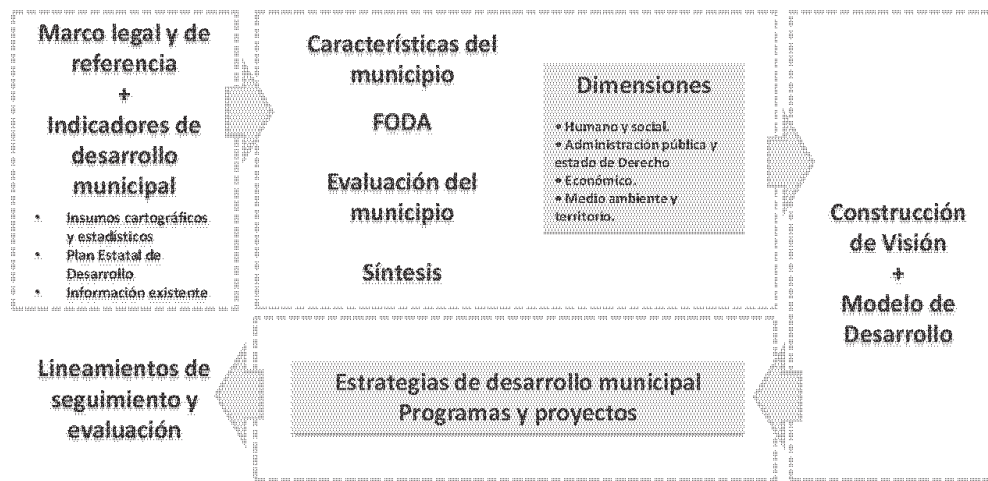 Marco legal y de
referencia
+
Indicadores de
desarrollo
municipal
• Insumos cartográficos
y estadísticos
• Plan Estatal de
Desarrollo
• Información existente
Características del
municipio
FODA
Evaluación del
municipio
Síntesis
Dimensiones
• Humano y social.
• Administración pública y
estado de Derecho
• Económico.
• Medio ambiente y
territorio.
Construcción
de Visión
+
Modelo de
Desarrollo
Estrategias de desarrollo municipal
Programas y proyectos
Lineamientos de
seguimiento y
evaluación